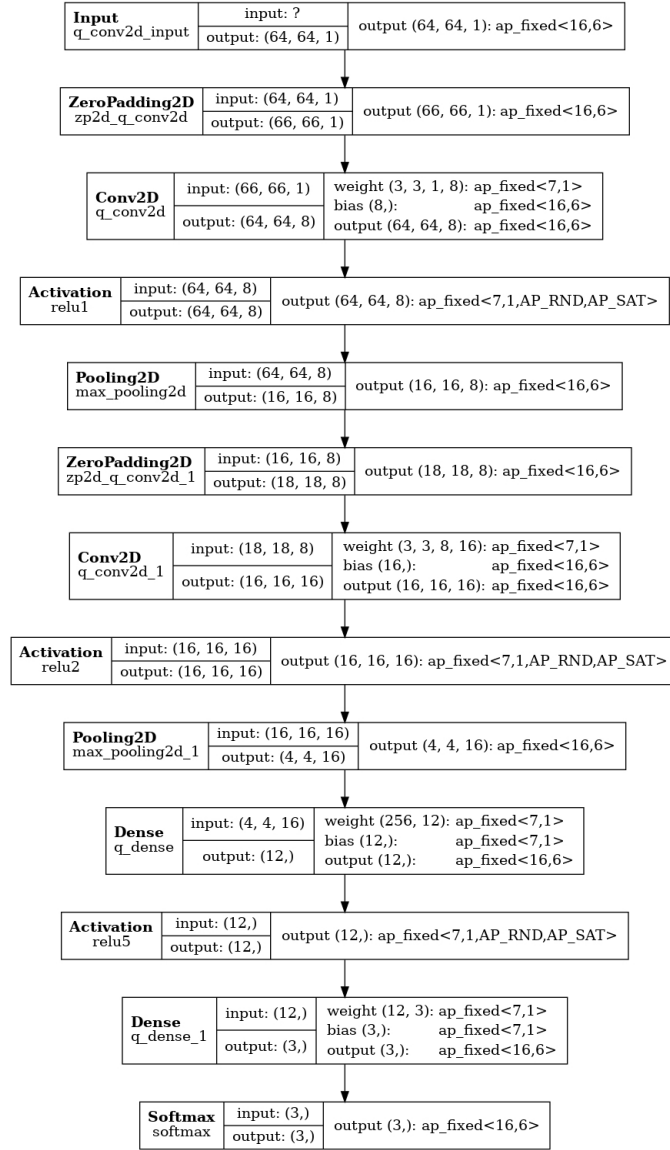 Input
q_conv2d_input
input: ?
output: (64, 64, 1)
output (64, 64, 1): ap_fixed<16,6>
ZeroPadding2D
zp2d_q_conv2d
input: (64, 64, 1)
output: (66, 66, 1)
output (66, 66, 1): ap_fixed<16,6>
Conv2D
q_conv2d
input: (66, 66, 1)
output: (64, 64, 8)
weight (3, 3, 1, 8): ap_fixed<7,1>
bias (8,): ap_fixed<16,6>
output (64, 64, 8): ap_fixed<16,6>
Activation
relu1
input: (64, 64, 8)
output: (64, 64, 8)
output (64, 64, 8): ap_fixed<7,1,AP_RND,AP_SAT>
Pooling2D
max_pooling2d
input: (64, 64, 8)
output: (16, 16, 8)
output (16, 16, 8): ap_fixed<16,6>
ZeroPadding2D
zp2d_q_conv2d_1
input: (16, 16, 8)
output: (18, 18, 8)
output (18, 18, 8): ap_fixed<16,6>
Conv2D
q_conv2d_1
input: (18, 18, 8)
output: (16, 16, 16)
weight (3, 3, 8, 16): ap_fixed<7,1>
bias (16,): ap_fixed<16,6>
output (16, 16, 16): ap_fixed<16,6>
Activation
relu2
input: (16, 16, 16)
output: (16, 16, 16)
output (16, 16, 16): ap_fixed<7,1,AP_RND,AP_SAT>
Pooling2D
max_pooling2d_1
input: (16, 16, 16)
output: (4, 4, 16)
output (4, 4, 16): ap_fixed<16,6>
Dense
q_dense
input: (4, 4, 16)
output: (12,)
weight (256, 12): ap_fixed<7,1>
bias (12,): ap_fixed<7,1>
output (12,): ap_fixed<16,6>
Activation
relu5
input: (12,)
output: (12,)
output (12,): ap_fixed<7,1,AP_RND,AP_SAT>
Dense
q_dense_1
input: (12,)
output: (3,)
weight (12, 3): ap_fixed<7,1>
bias (3,): ap_fixed<7,1>
output (3,): ap_fixed<16,6>
Softmax
softmax
input: (3,)
output: (3,)
output (3,): ap_fixed<16,6>